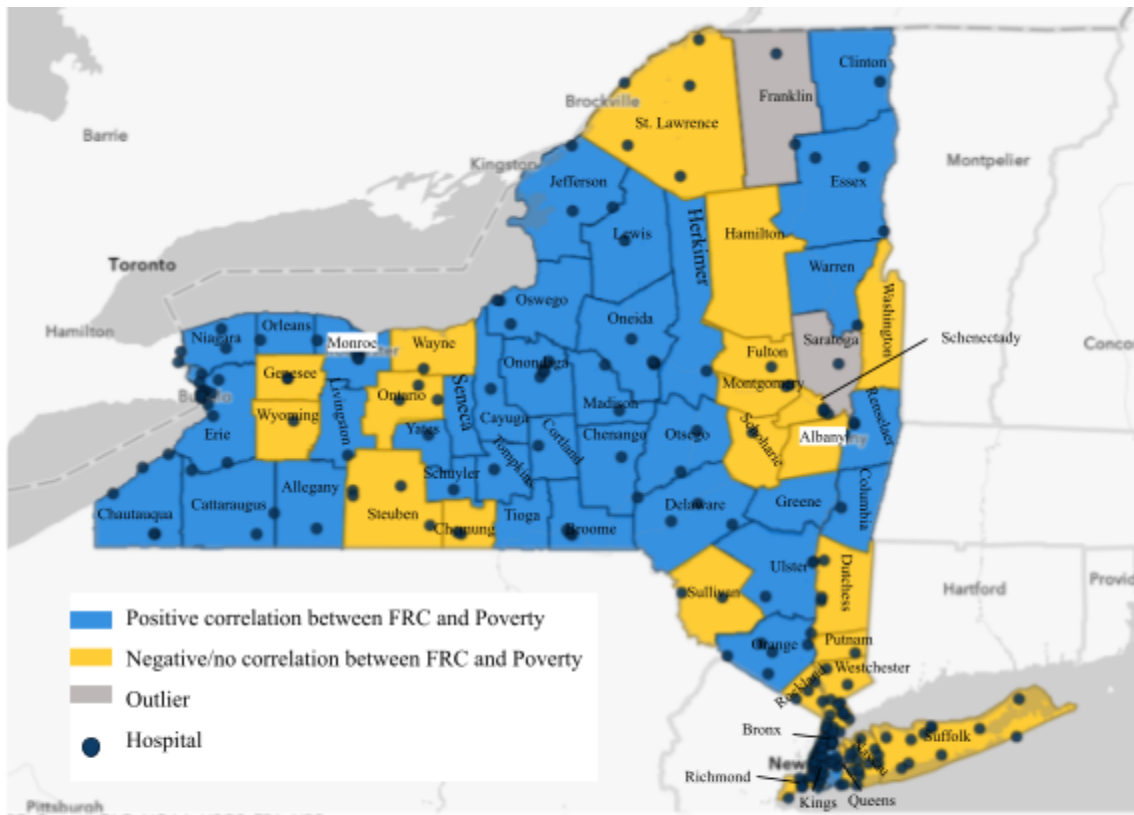 Clinton
Franklin
Brockville
St. Lawrence
Barrie
Montpelier
Kingston
Jefferson
Essex
Herkimer
Lewis
Hamilton
Toronto
Warren
Washington
Oswego
Oneida
Hamilton
Niagara
Orleans
Monroe
Wayne
Saratoga
Schenectady
Concor
Fulton
Onondaga
Genesee
Montgomery
Seneca
Ontario
Livingston
Wyoming
Cayuga
Madison
Rensslaer
Erie
Yates
Cortland
Chenango
Otsego
Schoharie
Albany
Tompkins
Schuyler
Allegany
Cattaraugus
Chautauqua
Steuben
Chemung
Tioga
Broome
Delaware
Greene
Columbia
Ulster
Dutchess
Sullivan
Hartford
Provid
Positive correlation between FRC and Poverty
Orange
Putnam
Negative/no correlation between FRC and Poverty
Westchester
Rockland
Outlier
Hospital
Bronx
Suffolk
New
Richmond
Kings
Queens
Pittsburgh